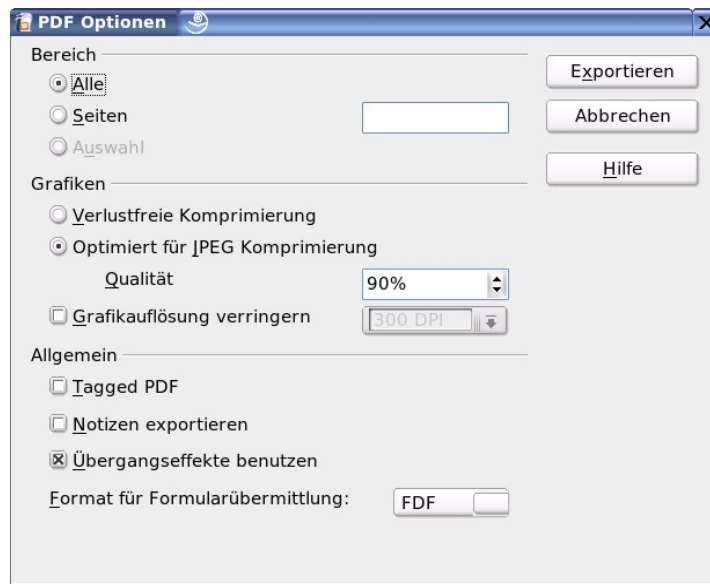 PDF Optionen
Bereich
Alle
Exportieren
Seiten
Abbrechen
Auswahl
Hilfe
Grafiken
Verlustfreie Komprimierung
Optimiert für JPEG Komprimierung
Qualität 90%
Grafikauflösung verringern 300 DPI
Allgemein
Tagged PDF
Notizen exportieren
Übergangseffekte benutzen
Format für Formularübermittlung: FDF